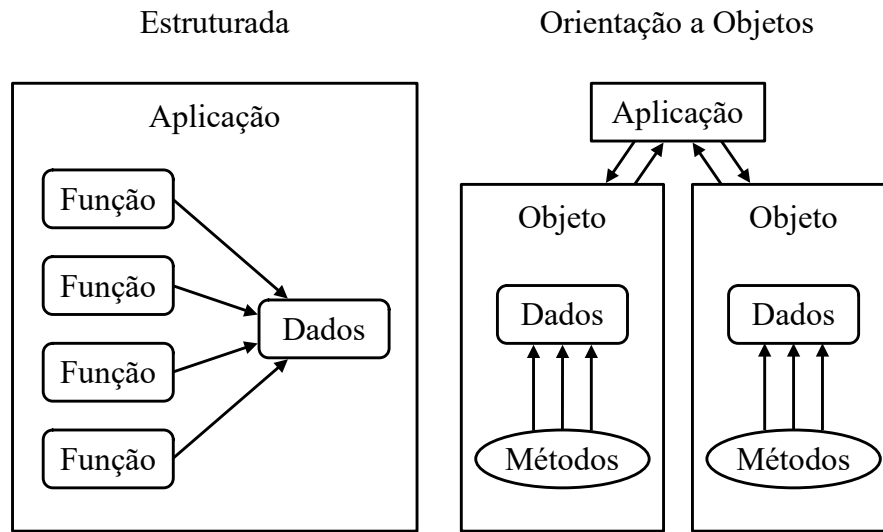 Estruturada
Aplicação
Função
Função
Função
Função
Dados
Orientação a Objetos
Aplicação
Objeto
Dados
Métodos
Objeto
Dados
Métodos